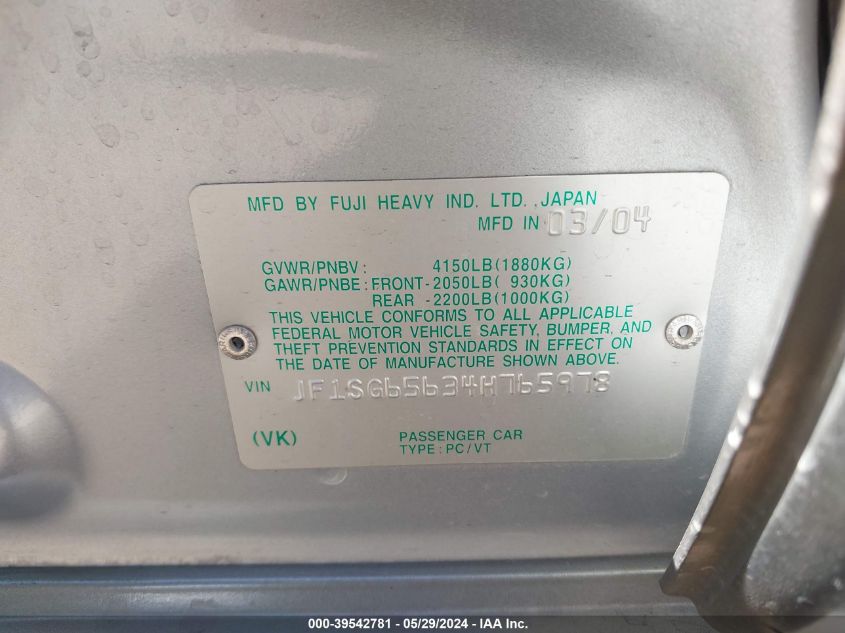 MFD BY FUJI HEAVY IND. LTD. ,JAPAN
MFD IN 03/04
GVWR/PNBV: 4150LB(1880KG)
GAWR/PNBE: FRONT-2050LB( 930KG)
REAR -2200LB(1000KG)
THIS VEHICLE CONFORMS TO ALL APPLICABLE
FEDERAL MOTOR VEHICLE SAFETY, BUMPER, AND
THEFT PREVENTION STANDARDS IN EFFECT ON
THE DATE OF MANUFACTURE SHOWN ABOVE.
VIN JF1SG65634H765978
(VK) PASSENGER CAR
TYPE: PC/VT
000-39542781 - 05/29/2024 - IAA Inc.